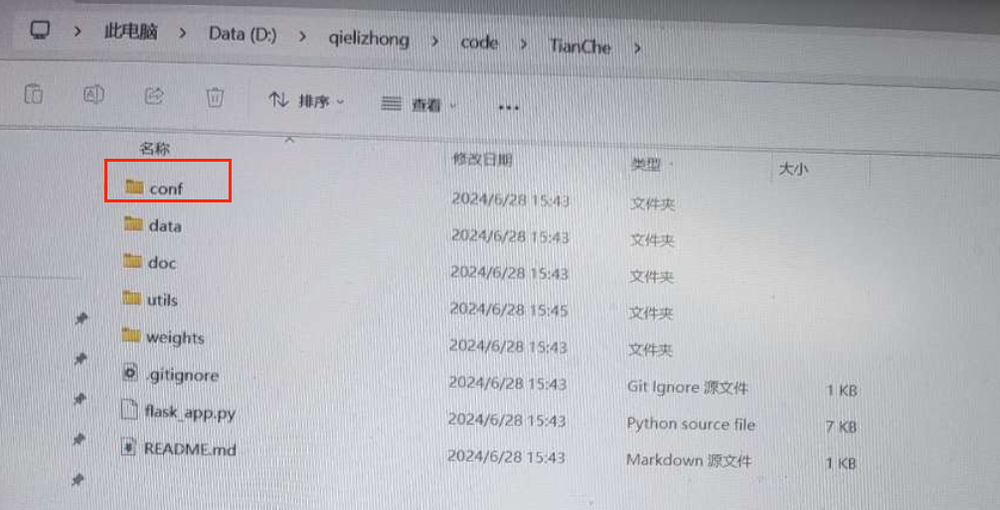 此电脑 > Data (D:) > qielizhong > code > TianChe >
排序 查看 ...
名称 修改日期 类型 大小
conf 2024/6/28 15:43 文件夹
data 2024/6/28 15:43 文件夹
doc 2024/6/28 15:43 文件夹
utils 2024/6/28 15:45 文件夹
weights 2024/6/28 15:43 文件夹
.gitignore 2024/6/28 15:43 Git Ignore 源文件 1 KB
flask_app.py 2024/6/28 15:43 Python source file 7 KB
README.md 2024/6/28 15:43 Markdown 源文件 1 KB